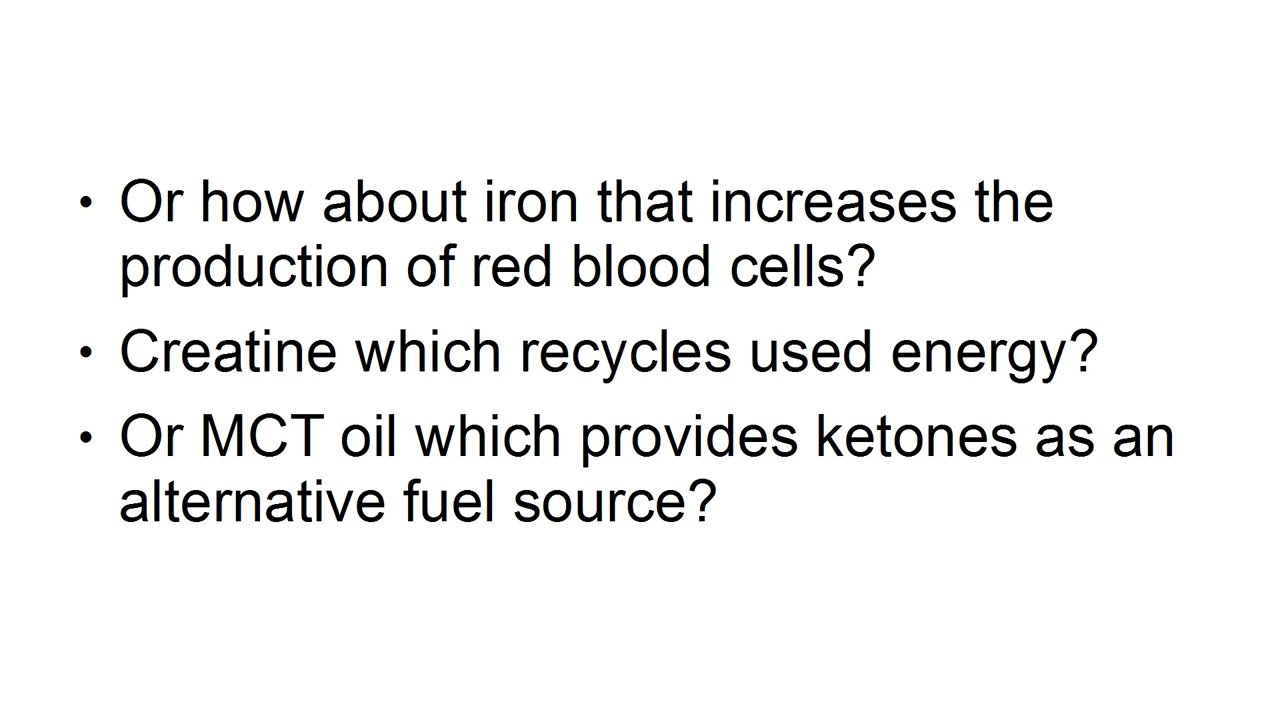 • Or how about iron that increases the
production of red blood cells?
• Creatine which recycles used energy?
• Or MCT oil which provides ketones as an
alternative fuel source?